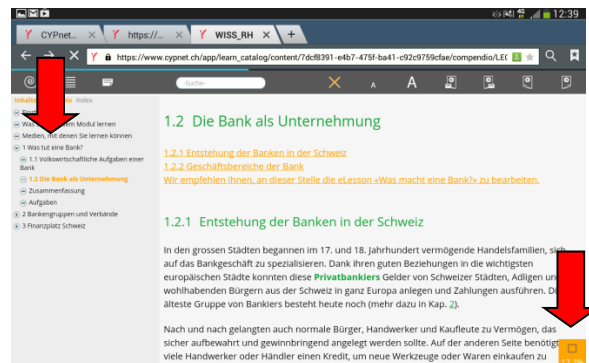 12:39
CYPnet...
https://...
WISS_RH
https://www.cypnet.ch/app/learn_catalog/content/7dcf8391-e4b7-475f-ba41-c92c9759cfae/compendio/LE(
-Suche-
A
A
Index
Was
Modul lernen
Medien, mit denen Sie lernen können
1 Was tut eine Bank?
1.1 Volkswirtschaftliche Aufgaben einer
Bank
1.2 Die Bank als Unternehmung
Zusammenfassung
Aufgaben
2 Bankengruppen und Verbände
3 Finanzplatz Schweiz
1.2 Die Bank als Unternehmung
1.2.1 Entstehung der Banken in der Schweiz
1.2.2 Geschäftsbereiche der Bank
Wir empfehlen Ihnen, an dieser Stelle die eLesson «Was macht eine Bank?» zu bearbeiten.
1.2.1 Entstehung der Banken in der Schweiz
In den grossen Städten begannen im 17. und 18. Jahrhundert vermögende Handelsfamilien, sich
auf das Bankgeschäft zu spezialisieren. Dank ihren guten Beziehungen in die wichtigsten
europäischen Städte konnten diese Privatbankiers Gelder von Schweizer Städten, Adligen un
wohlhabenden Bürgern aus der Schweiz in ganz Europa anlegen und Zahlungen ausführen. Di
älteste Gruppe von Bankiers besteht heute noch (mehr dazu in Kap. 2).
Nach und nach gelangten auch normale Bürger, Handwerker und Kaufleute zu Vermögen, das
sicher aufbewahrt und gewinnbringend angelegt werden sollte. Auf der anderen Seite benötigt
viele Handwerker oder Händler einen Kredit, um neue Werkzeuge oder Waren einkaufen zu